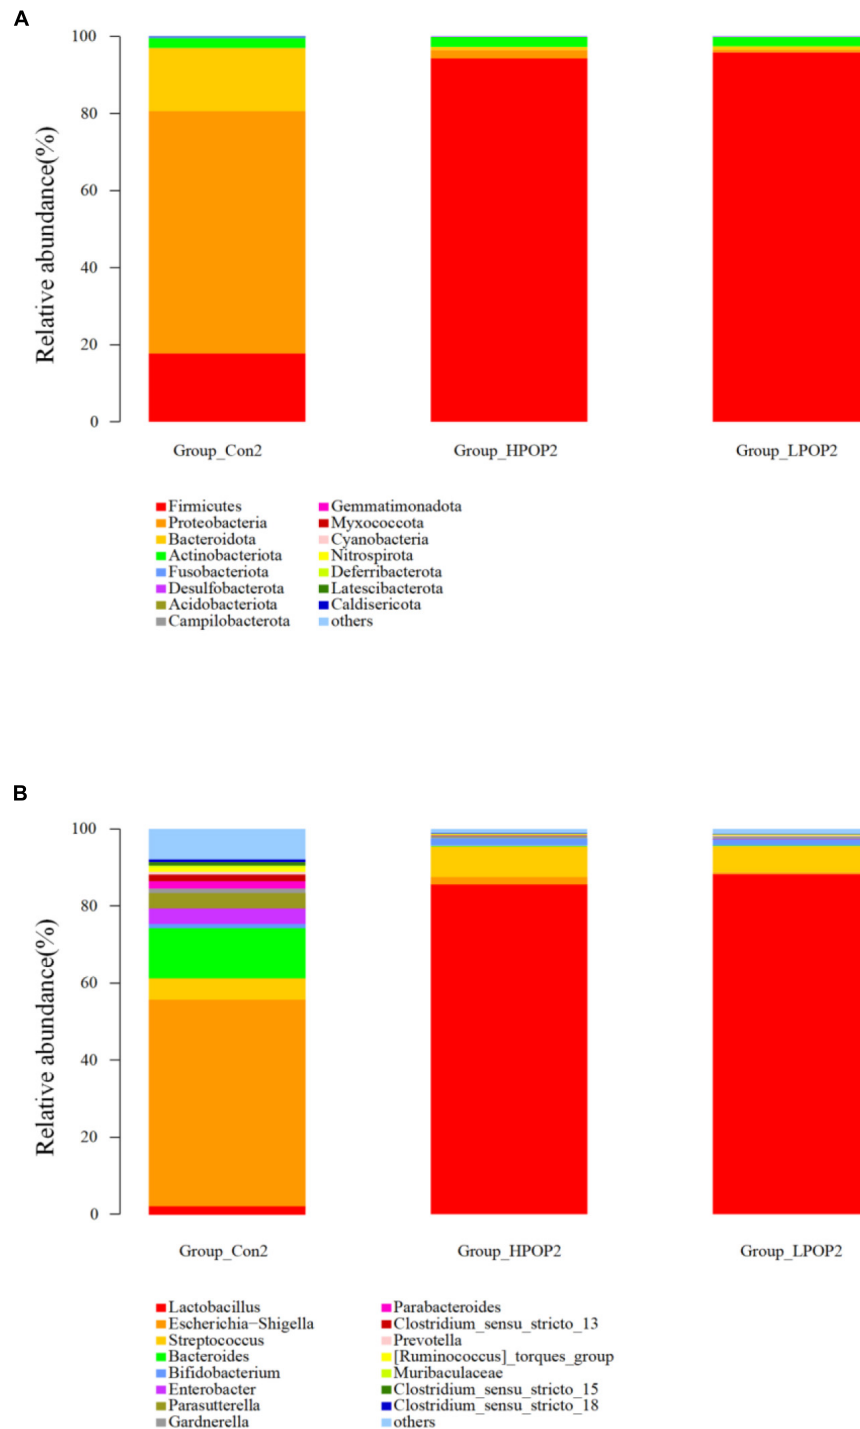 A
Relative abundance(%)
100
80
60
40
20
0
Group_Con2
Group_HPOP2
Group_LPOP2
Firmicutes
Proteobacteria
Bacteroidota
Actinobacteriota
Fusobacteriota
Desulfobacterota
Acidobacteriota
Campilobacterota
Gemmatimonadota
Myxococcota
Cyanobacteria
Nitrospirota
Deferribacterota
Latescibacterota
Caldisericota
others
B
Relative abundance(%)
100
80
60
40
20
0
Group_Con2
Group_HPOP2
Group_LPOP2
Lactobacillus
Escherichia−Shigella
Streptococcus
Bacteroides
Bifidobacterium
Enterobacter
Parasutterella
Gardnerella
Parabacteroides
Clostridium_sensu_stricto_13
Prevotella
[Ruminococcus]_torques_group
Muribaculaceae
Clostridium_sensu_stricto_15
Clostridium_sensu_stricto_18
others